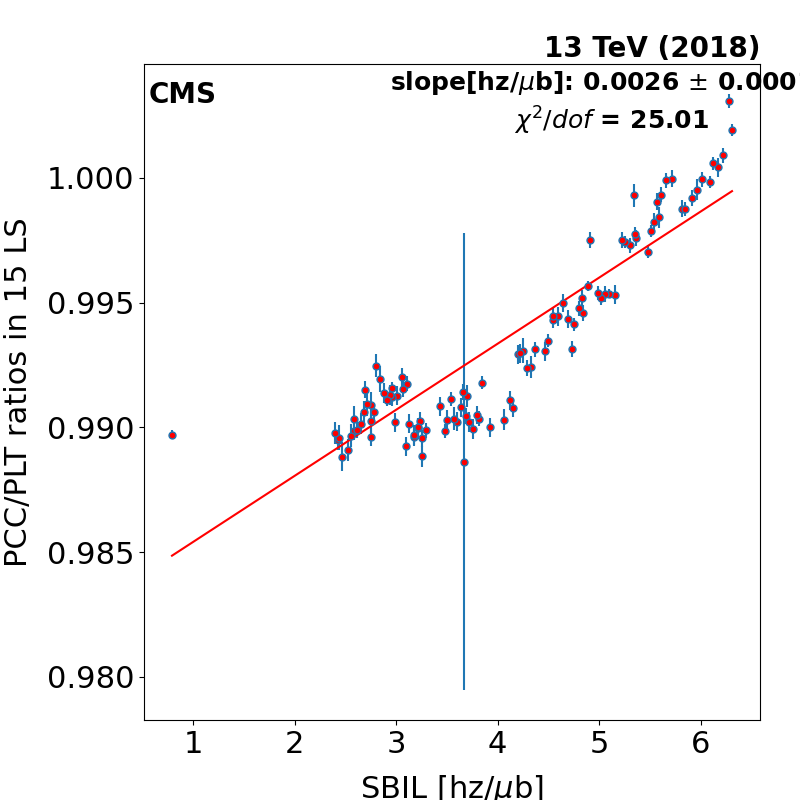 13 TeV (2018)
CMS
slope[hz/μb]: 0.0026 ± 0.000
χ²/dof = 25.01
1.000
0.995
0.990
0.985
0.980
PCC/PLT ratios in 15 LS
1 2 3 4 5 6
SBIL [hz/μb]